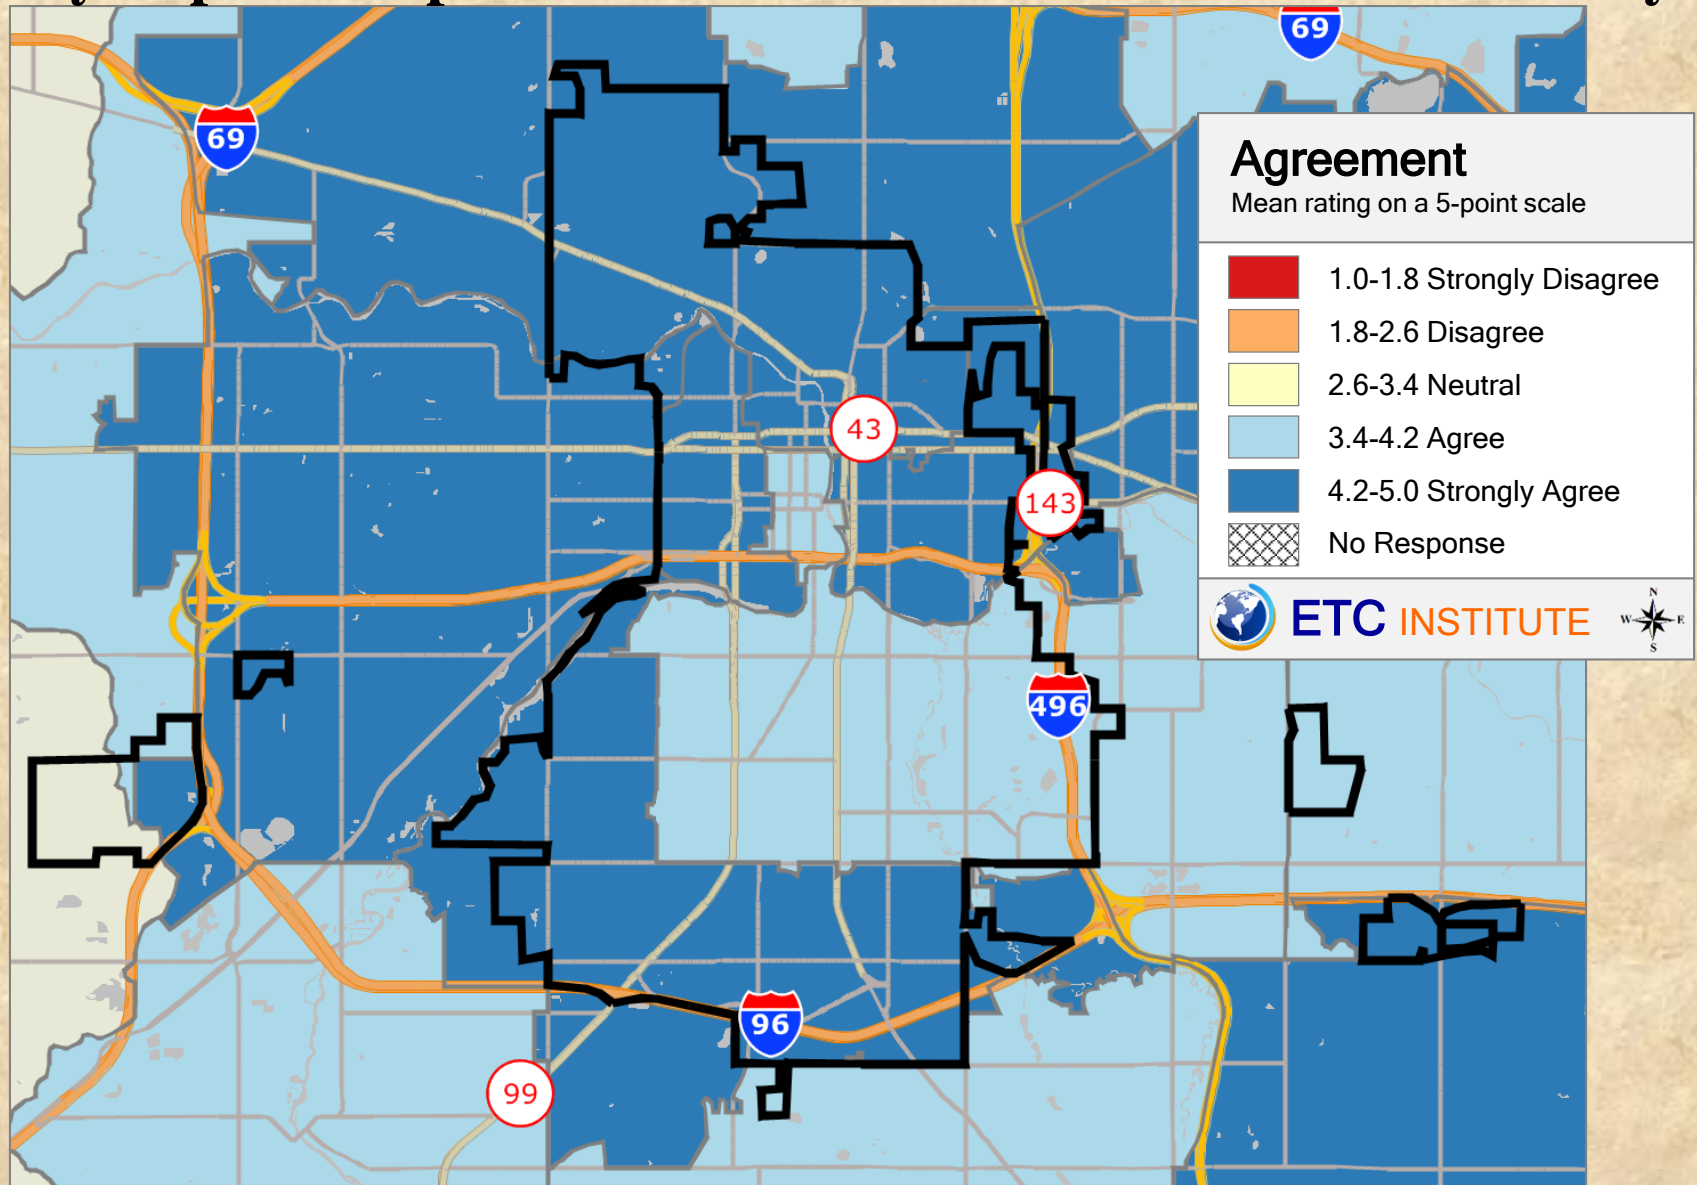 69
69
Agreement
Mean rating on a 5-point scale
1.0-1.8 Strongly Disagree
1.8-2.6 Disagree
2.6-3.4 Neutral
3.4-4.2 Agree
4.2-5.0 Strongly Agree
No Response
ETC INSTITUTE
N
W E
S
43
143
496
96
99